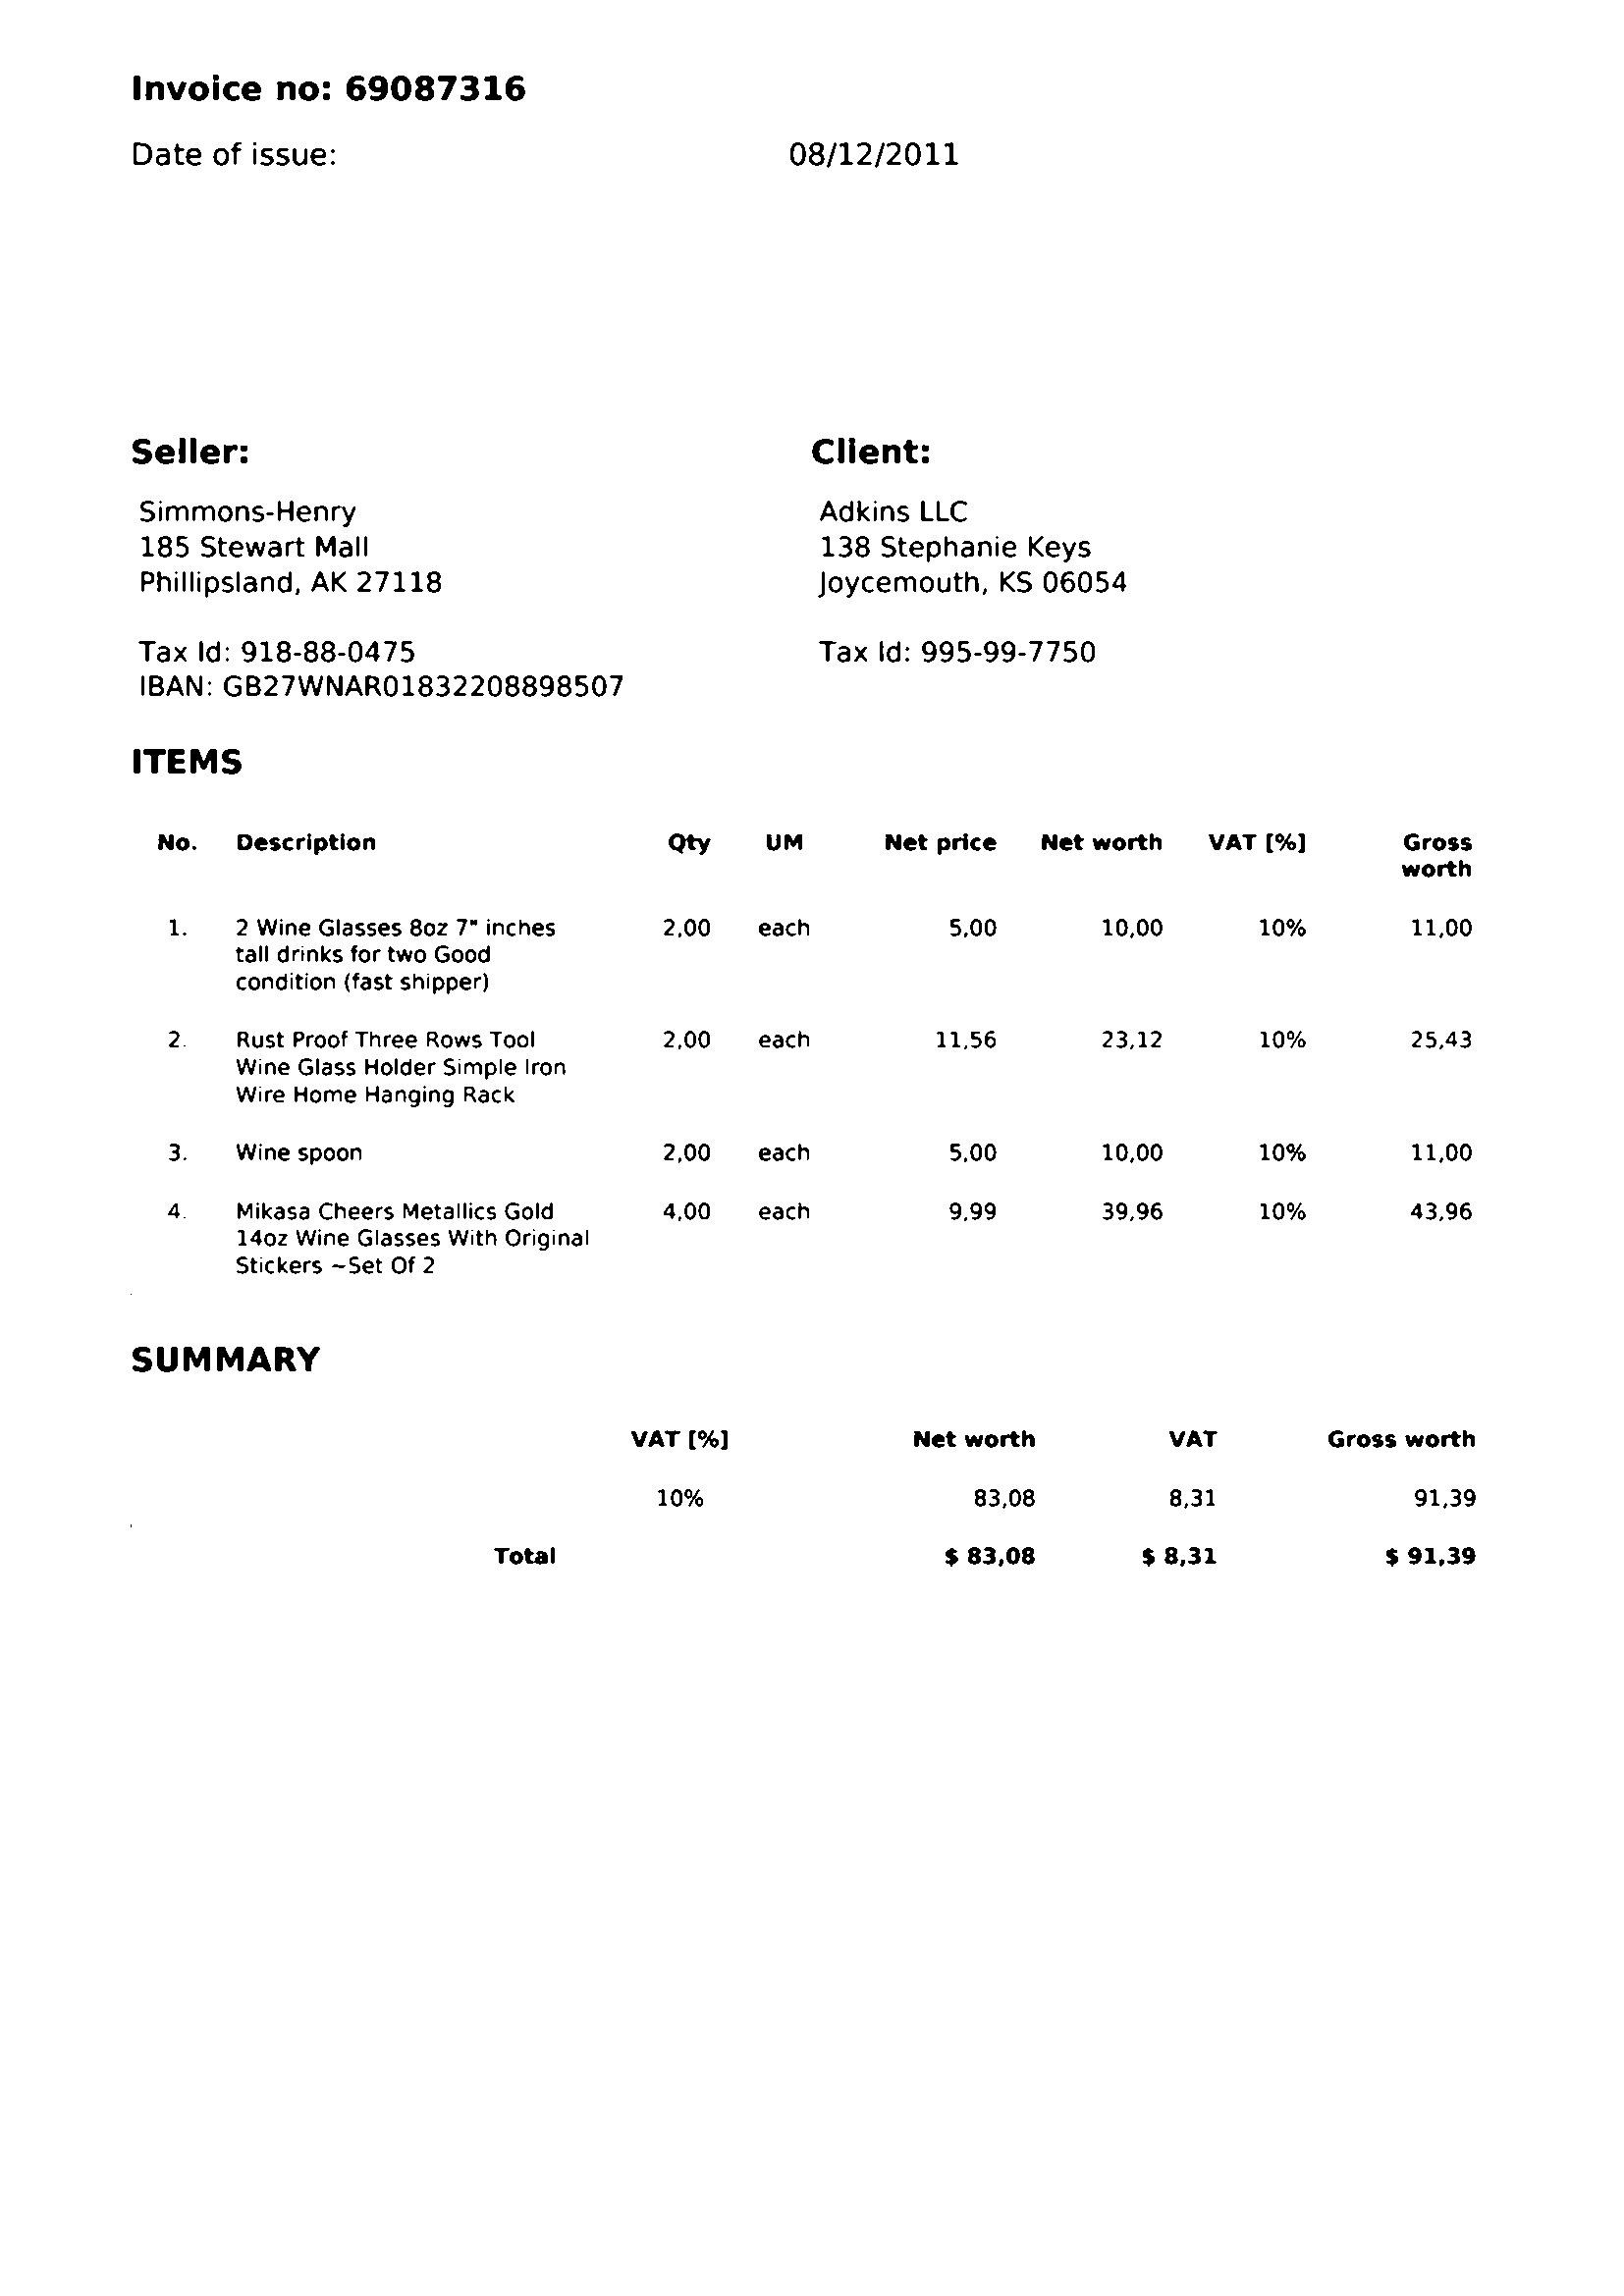 Invoice no: 69087316
Date of issue: 08/12/2011
Seller: Client:
Simmons-Henry Adkins LLC
185 Stewart Mall 138 Stephanie Keys
Phillipsland, AK 27118 Joycemouth, KS 06054
Tax Id: 918-88-0475 Tax Id: 995-99-7750
IBAN: GB27WNAR01832208898507
ITEMS
No. Description Qty UM Net price Net worth VAT [%] Gross
worth
1. 2 Wine Glasses 8oz 7" inches 2,00 each 5,00 10,00 10% 11,00
tall drinks for two Good
condition (fast shipper)
2. Rust Proof Three Rows Tool 2,00 each 11,56 23,12 10% 25,43
Wine Glass Holder Simple Iron
Wire Home Hanging Rack
3. Wine spoon 2,00 each 5,00 10,00 10% 11,00
4. Mikasa Cheers Metallics Gold 4,00 each 9,99 39,96 10% 43,96
14oz Wine Glasses With Original
Stickers ~Set Of 2
SUMMARY
VAT [%] Net worth VAT Gross worth
10% 83,08 8,31 91,39
Total $ 83,08 $ 8,31 $ 91,39